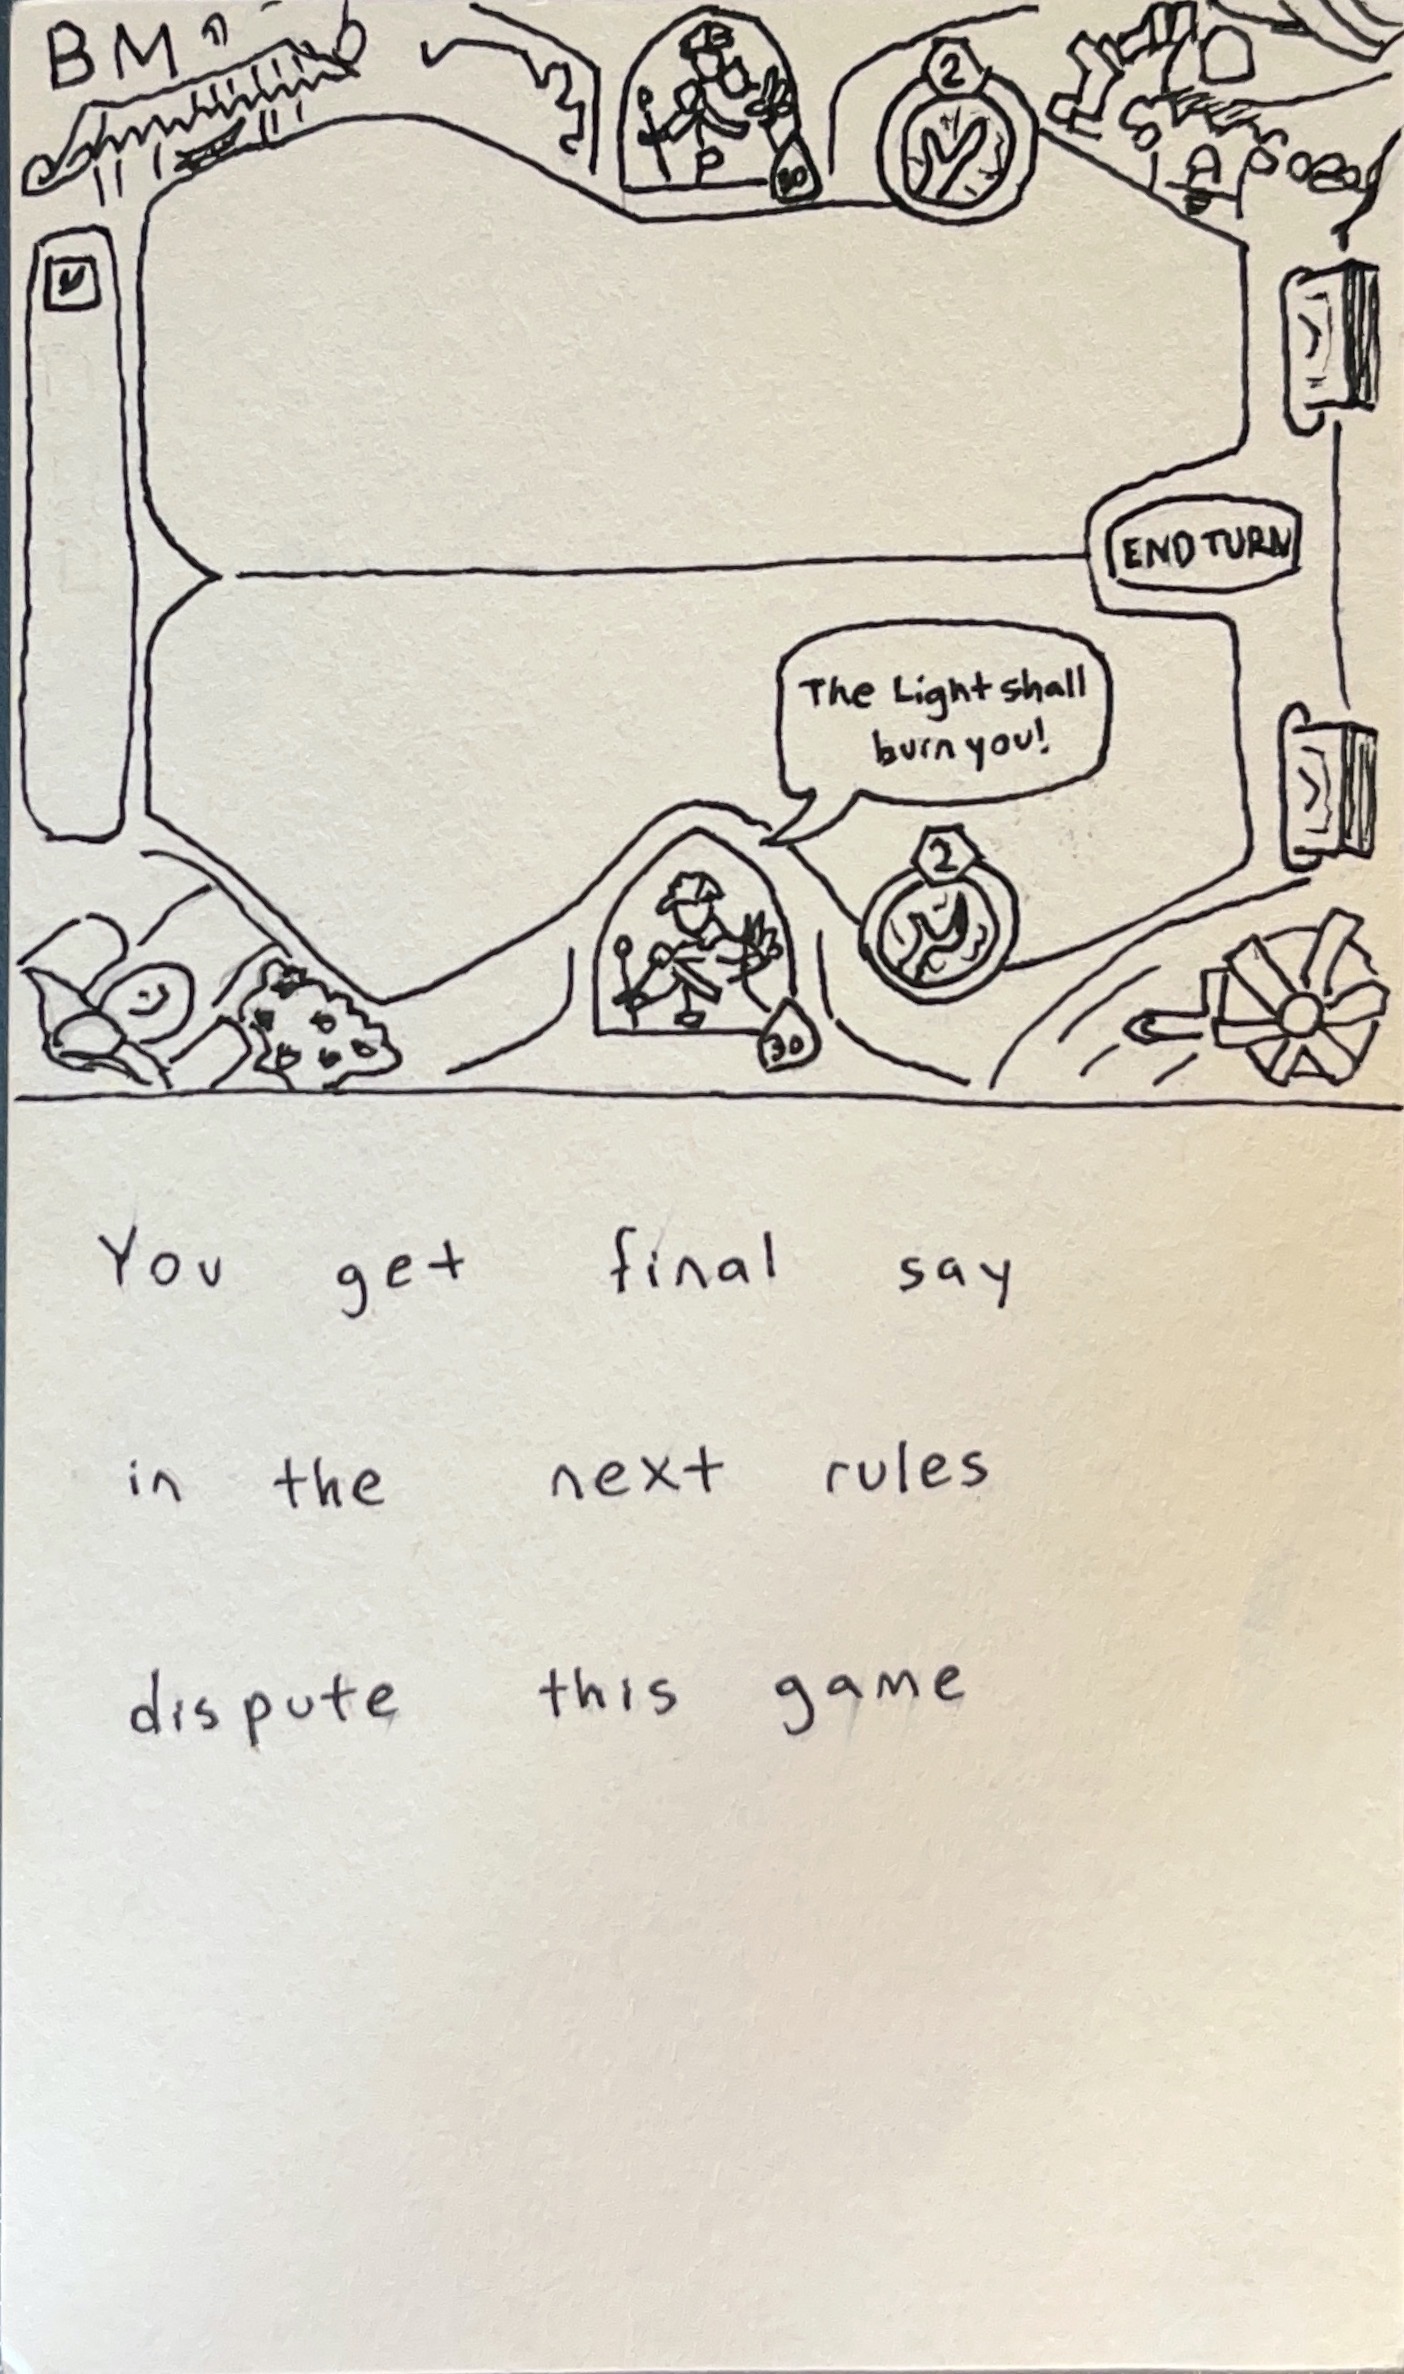 BM
2
30
END TURN
The Light shall
burn you!
2
30
You get final say
in the next rules
dispute this game